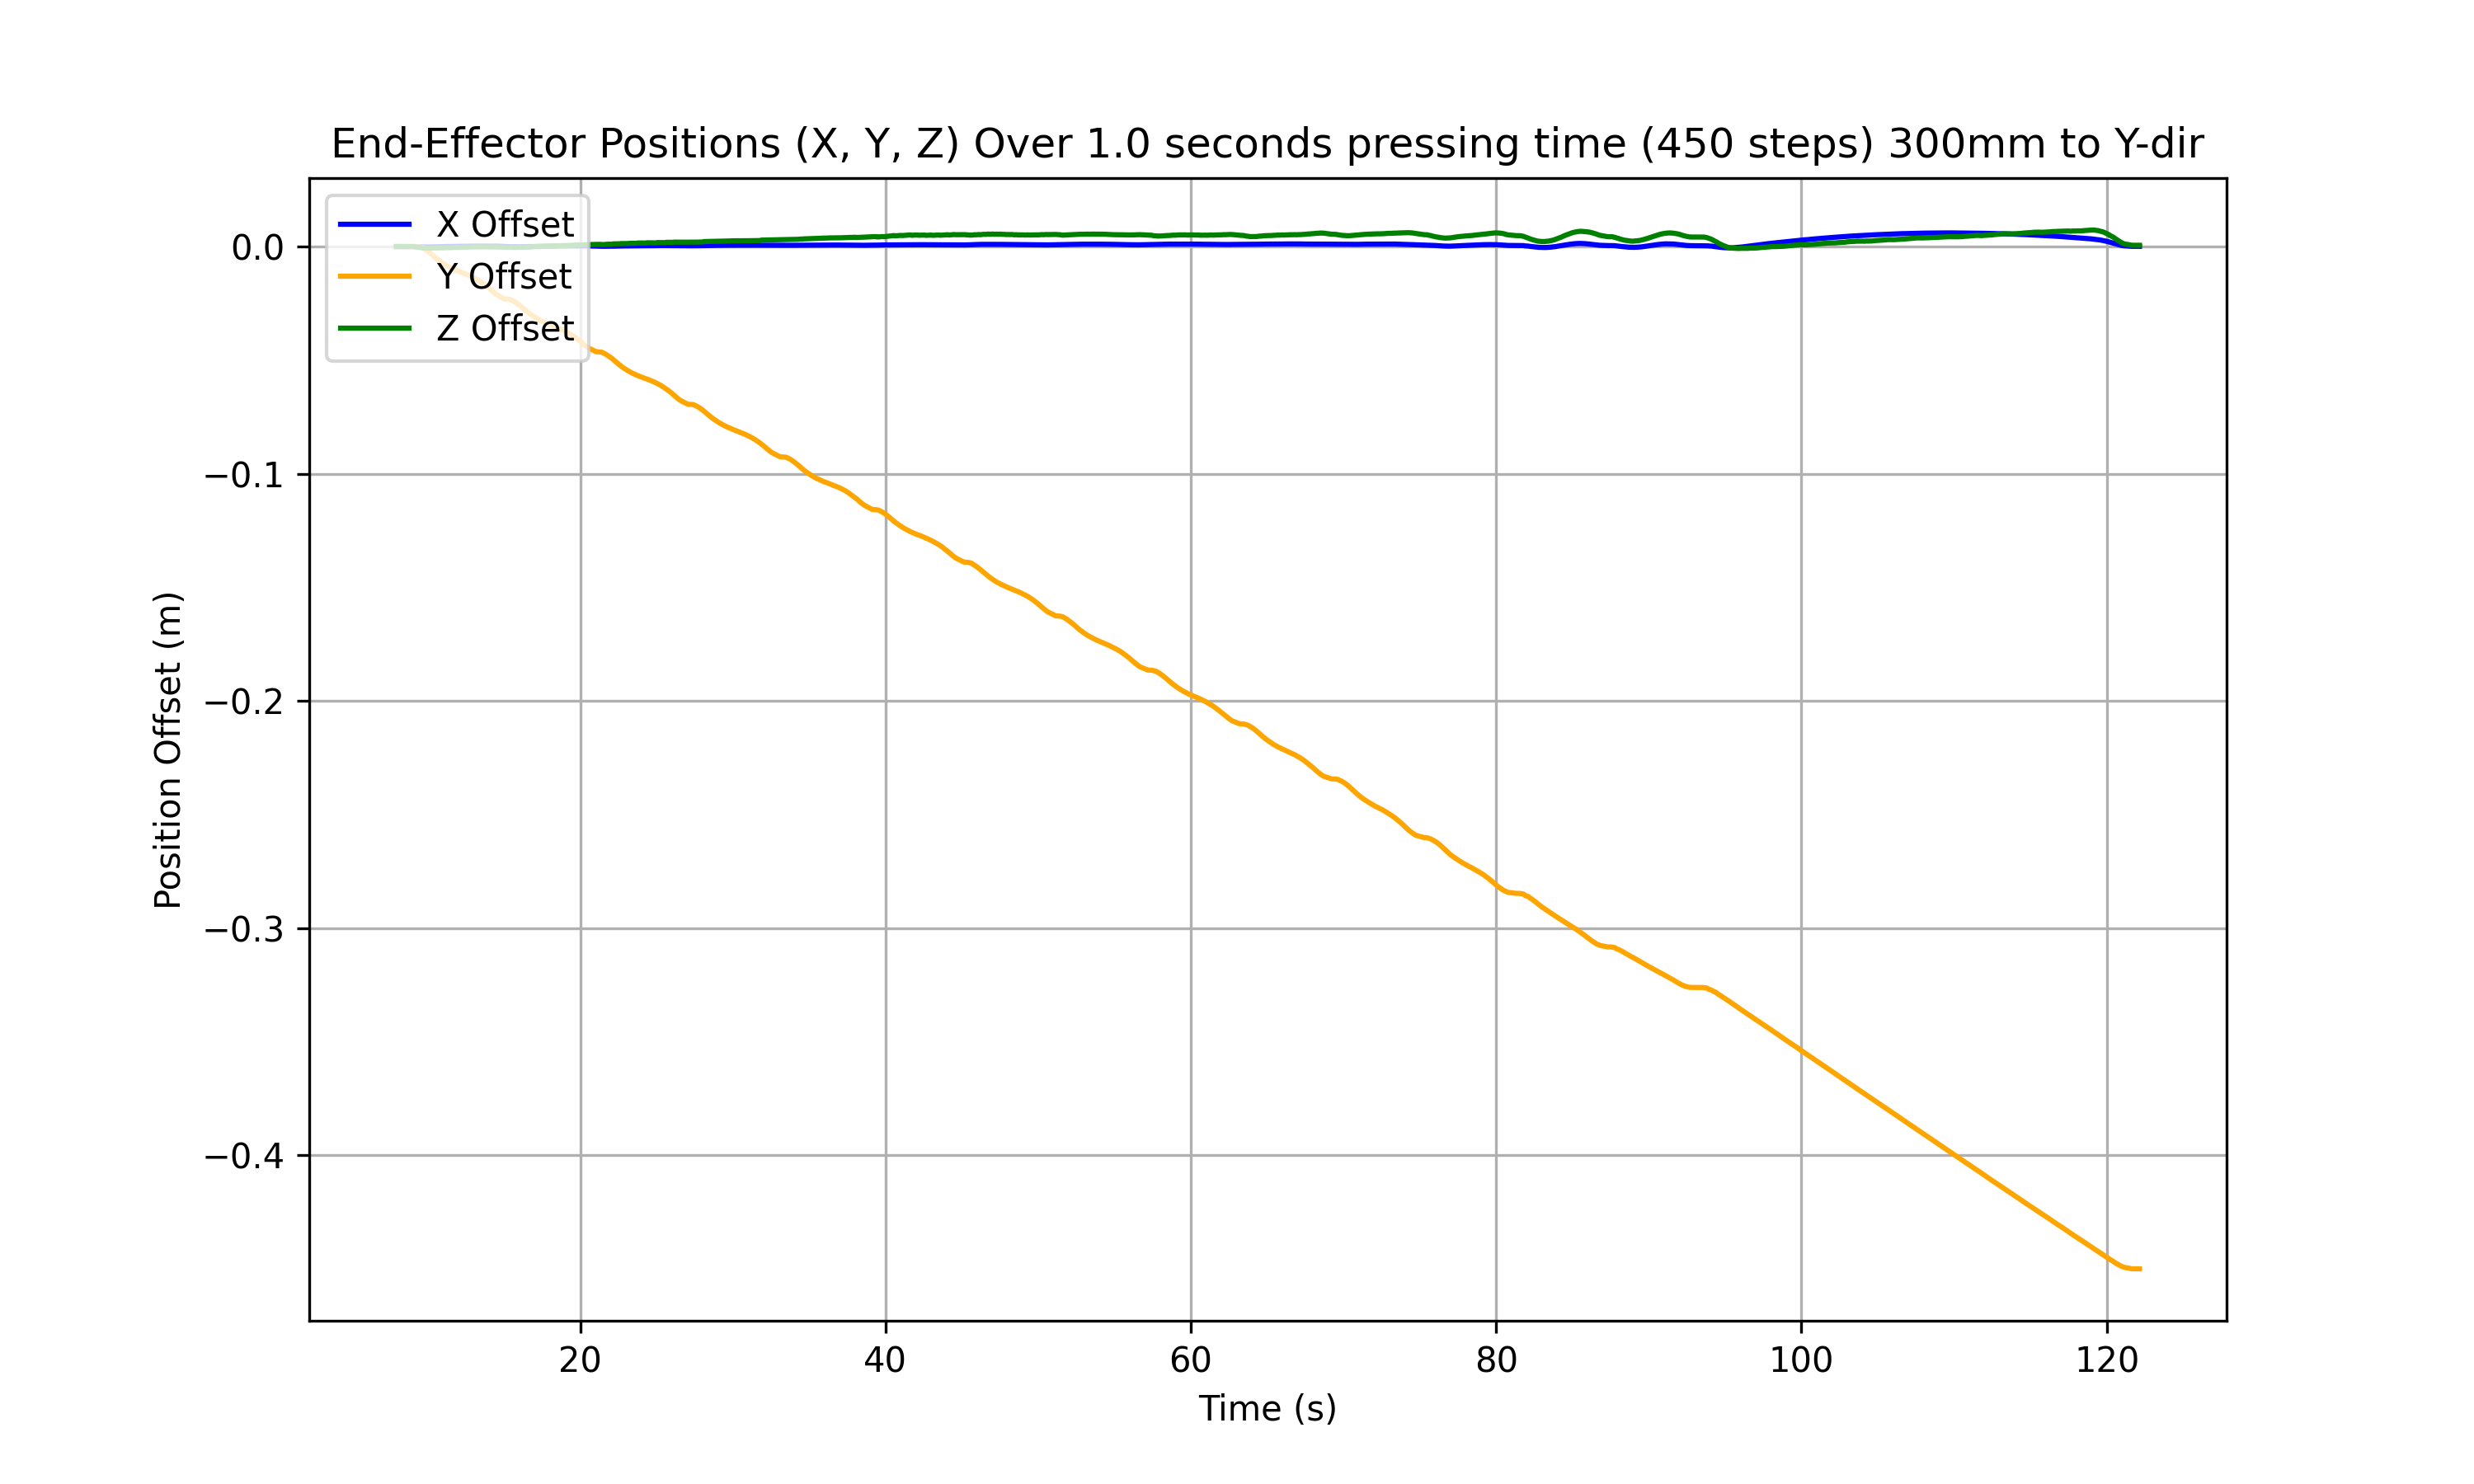 End-Effector Positions (X, Y, Z) Over 1.0 seconds pressing time (450 steps) 300mm to Y-dir
X Offset
Y Offset
Z Offset
0.0
−0.1
−0.2
−0.3
−0.4
Position Offset (m)
20 40 60 80 100 120
Time (s)